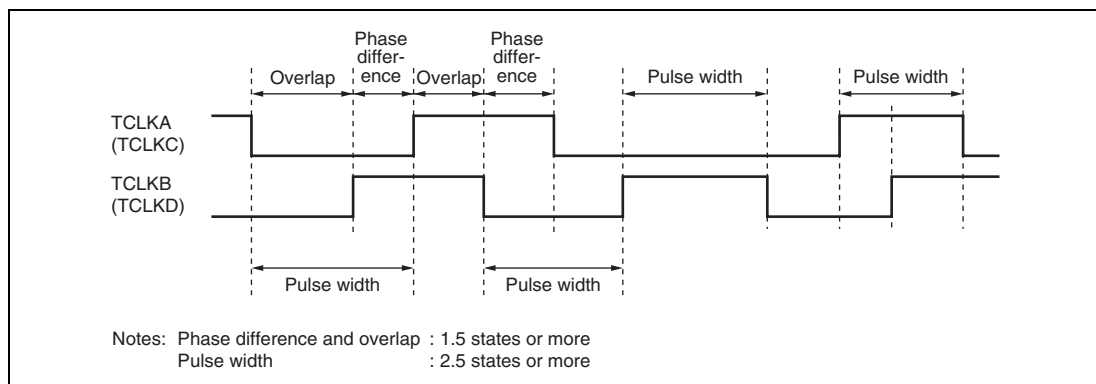 Phase
differ-
ence
Phase
differ-
ence
Overlap
Overlap
Pulse width
Pulse width
TCLKA
(TCLKC)
TCLKB
(TCLKD)
Pulse width
Pulse width
Notes: Phase difference and overlap : 1.5 states or more
Pulse width : 2.5 states or more